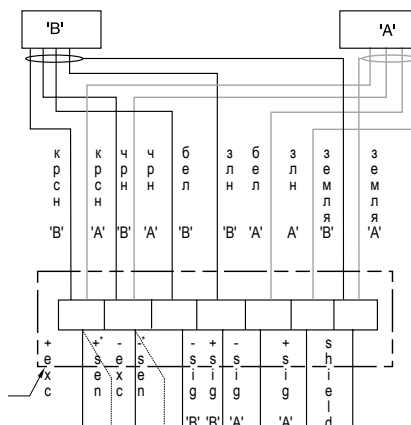 'B' 'A'
крсн 'B'
крсн 'A'
чрн 'B'
чрн 'A'
бел 'B'
злн 'B'
бел 'A'
злн А'
земля 'B'
земля 'A'
+exc
+*sen
-exc
-*sen
-sig 'B'
+sig 'B'
-sig 'A'
+sig 'A'
shield